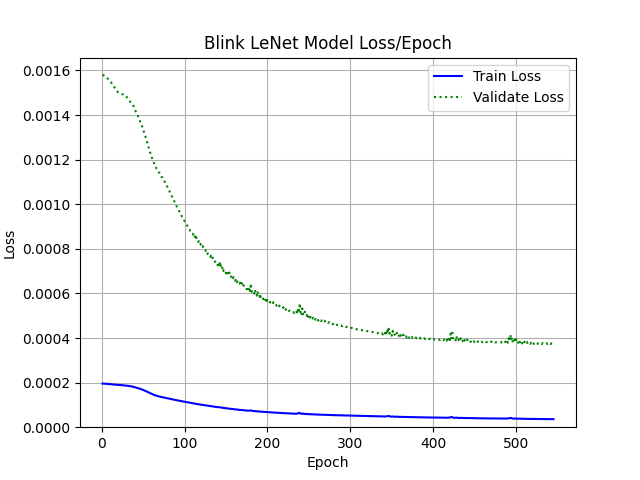 Blink LeNet Model Loss/Epoch
Train Loss
Validate Loss
Loss
0.0016
0.0014
0.0012
0.0010
0.0008
0.0006
0.0004
0.0002
0.0000
0 100 200 300 400 500
Epoch